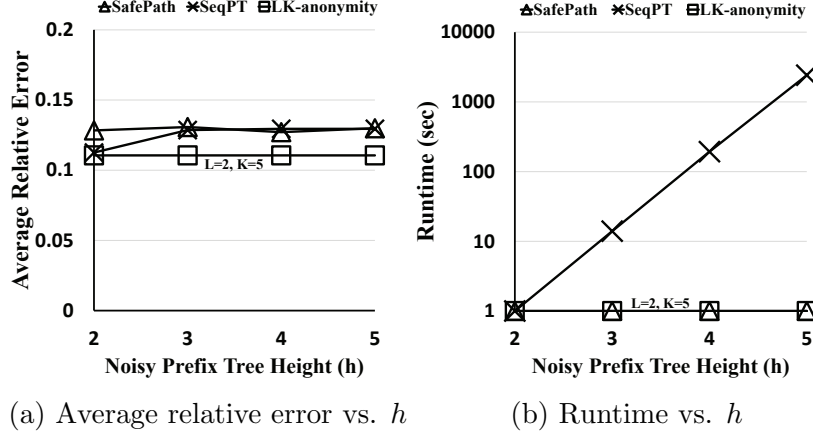 SafePath SeqPT LK-anonymity
0.2
0.15
0.1
0.05
0
Average Relative Error
L=2, K=5
2 3 4 5
Noisy Prefix Tree Height (h)
(a) Average relative error vs. h
SafePath SeqPT LK-anonymity
10000
1000
100
10
1
Runtime (sec)
L=2, K=5
2 3 4 5
Noisy Prefix Tree Height (h)
(b) Runtime vs. h